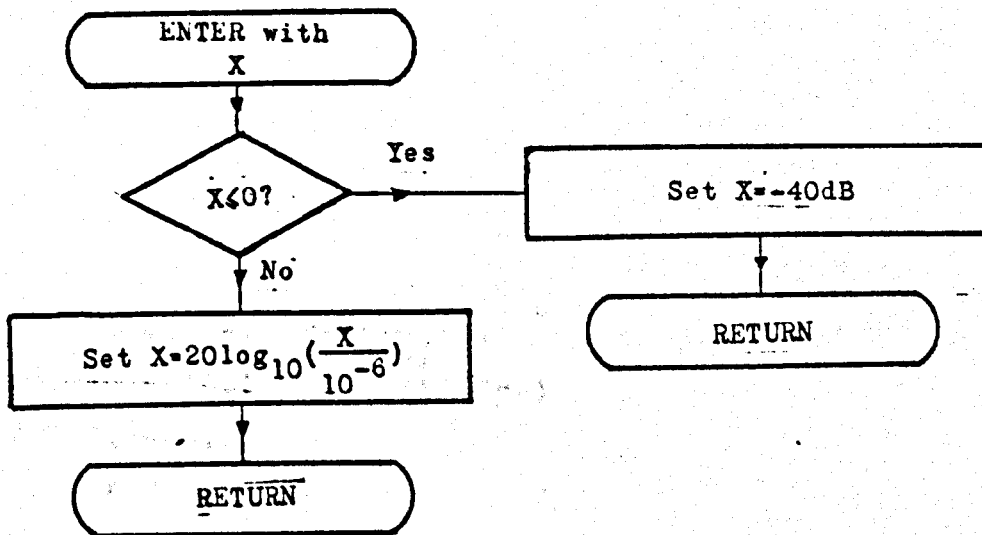 ENTER with
X
X≤0?
Yes
Set X=-40dB
No
RETURN
Set X=20log₁₀(X/10⁻⁶)
RETURN